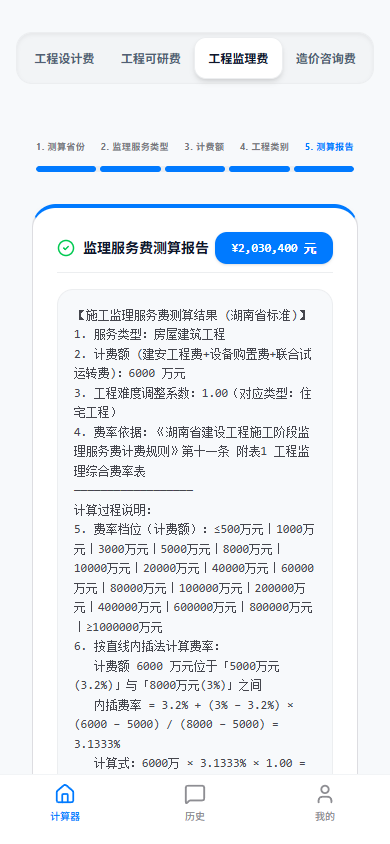 工程设计费 工程可研费 工程监理费 造价咨询费
1. 测算省份 2. 监理服务类型 3. 计费额 4. 工程类别 5. 测算报告
监理服务费测算报告 ¥2,030,400 元
【施工监理服务费测算结果（湖南省标准）】
1. 服务类型: 房屋建筑工程
2. 计费额（建安工程费+设备购置费+联合试
运转费）: 6000 万元
3. 工程难度调整系数: 1.00（对应类型: 住
宅工程）
4. 费率依据: 《湖南省建设工程施工阶段监
理服务费计费规则》第十一条 附表1 工程监
理综合费率表
——————————————————
计算过程说明:
5. 费率档位（计费额）: ≤500万元 | 1000万
元 | 3000万元 | 5000万元 | 8000万元 |
10000万元 | 20000万元 | 40000万元 | 60000
万元 | 80000万元 | 100000万元 | 200000万
元 | 400000万元 | 600000万元 | 800000万元
| ≥1000000万元
6. 按直线内插法计算费率:
计费额 6000 万元位于「5000万元
(3.2%)」与「8000万元(3%)」之间
内插费率 = 3.2% + (3% - 3.2%) ×
(6000 - 5000) / (8000 - 5000) =
3.1333%
计算式: 6000万 × 3.1333% × 1.00 =
计算器 历史 我的